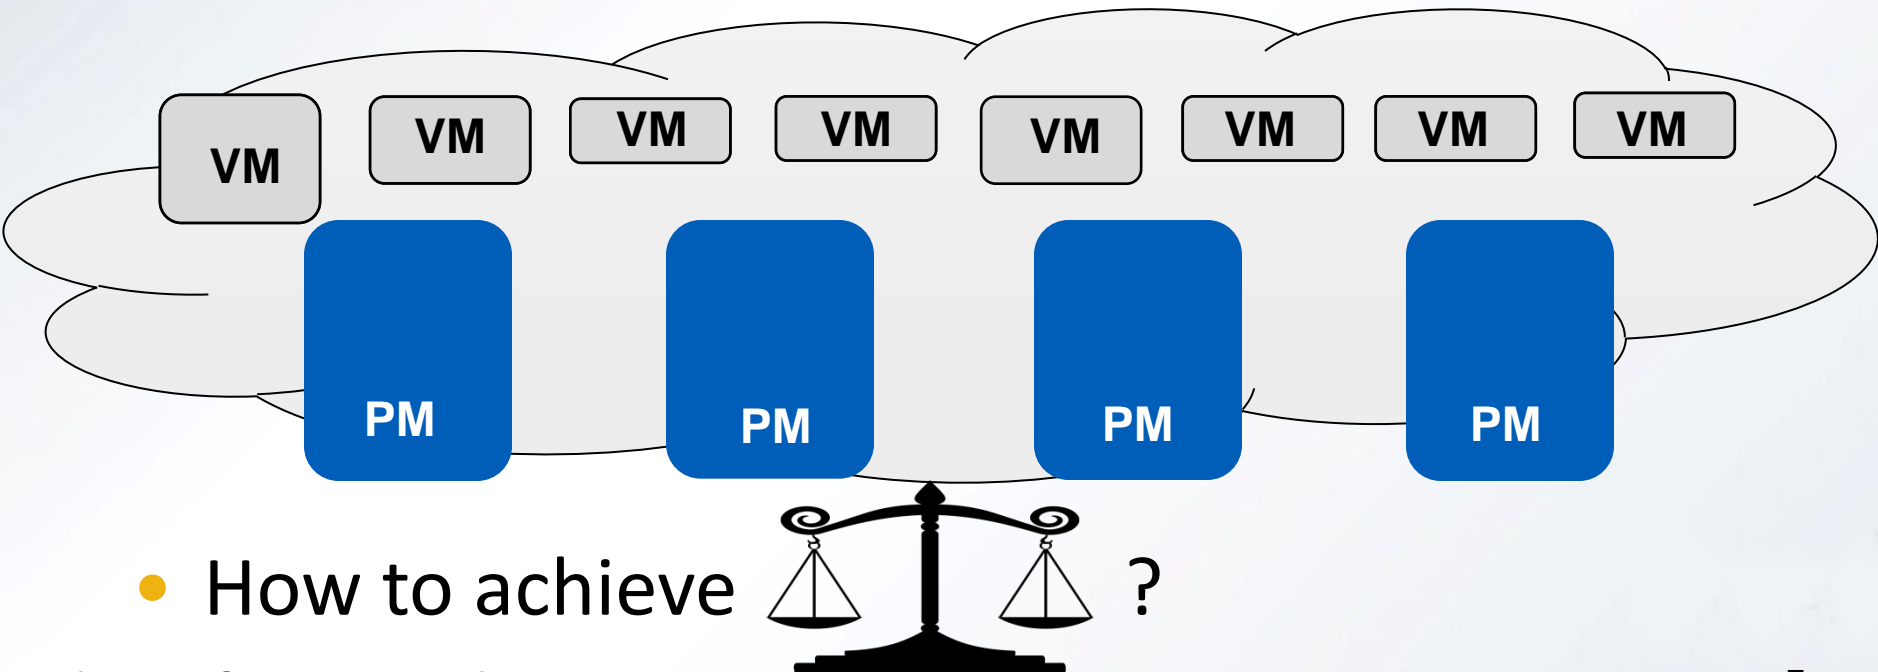 VM VM VM VM VM VM VM VM
PM PM PM PM
• How to achieve ?